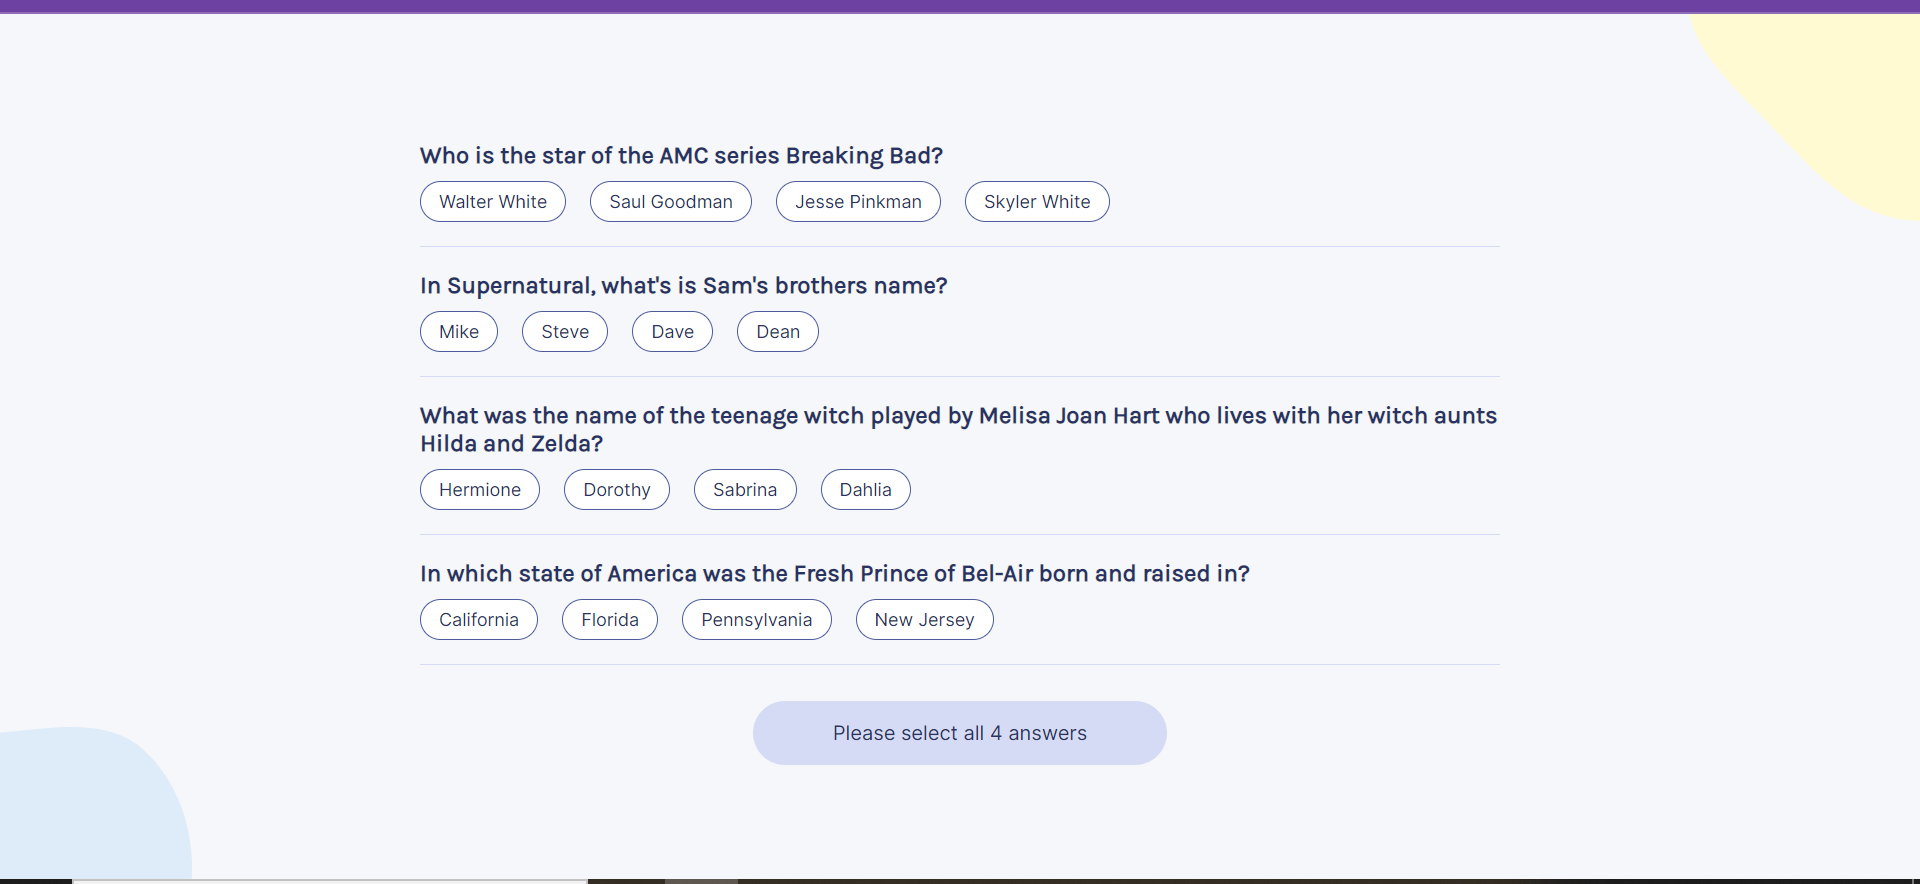 Who is the star of the AMC series Breaking Bad?
Walter White Saul Goodman Jesse Pinkman Skyler White
In Supernatural, what's is Sam's brothers name?
Mike Steve Dave Dean
What was the name of the teenage witch played by Melisa Joan Hart who lives with her witch aunts
Hilda and Zelda?
Hermione Dorothy Sabrina Dahlia
In which state of America was the Fresh Prince of Bel-Air born and raised in?
California Florida Pennsylvania New Jersey
Please select all 4 answers